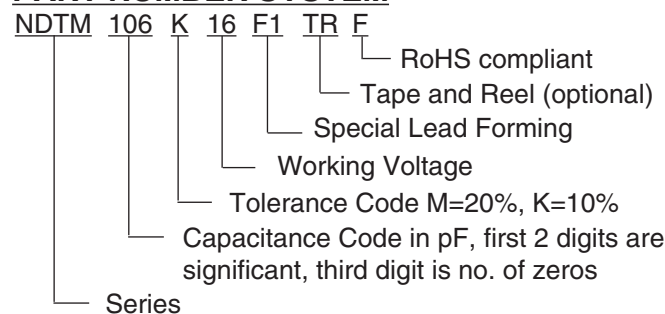 PART NUMBER SYSTEM
NDTM 106 K 16 F1 TR F
RoHS compliant
Tape and Reel (optional)
Special Lead Forming
Working Voltage
Tolerance Code M=20%, K=10%
Capacitance Code in pF, first 2 digits are
significant, third digit is no. of zeros
Series